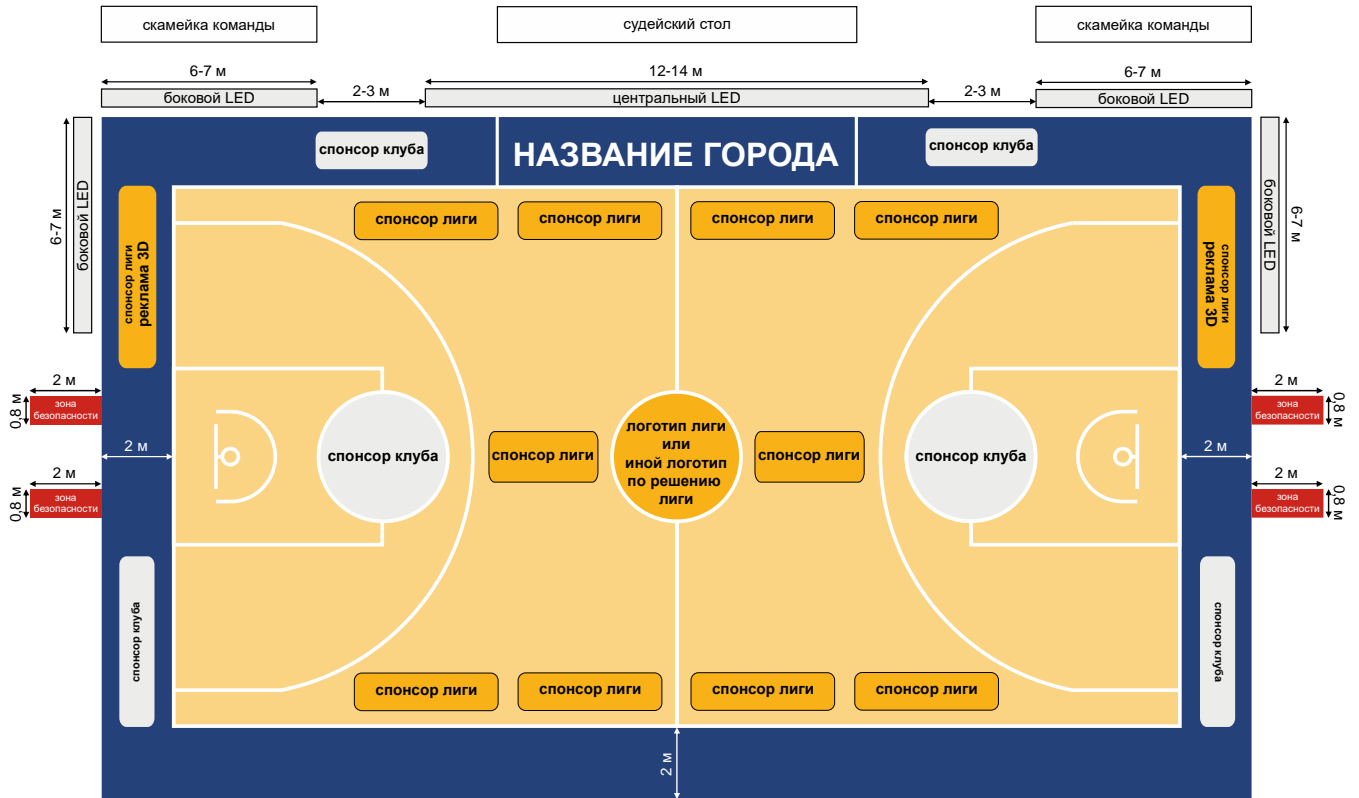 скамейка команды
судейский стол
скамейка команды
6-7 м
12-14 м
6-7 м
2-3 м
2-3 м
боковой LED
центральный LED
боковой LED
спонсор клуба
НАЗВАНИЕ ГОРОДА
спонсор клуба
6-7 м
боковой LED
боковой LED
6-7 м
спонсор лиги
спонсор лиги
спонсор лиги
спонсор лиги
спонсор лиги
реклама 3D
спонсор лиги
реклама 3D
2 м
0,8 м
зона
безопасности
2 м
зона
безопасности
0,8 м
2 м
спонсор клуба
спонсор лиги
логотип лиги
или
иной логотип
по решению
лиги
спонсор лиги
спонсор клуба
2 м
2 м
0,8 м
зона
безопасности
2 м
зона
безопасности
0,8 м
спонсор клуба
спонсор клуба
спонсор лиги
спонсор лиги
спонсор лиги
спонсор лиги
2 м